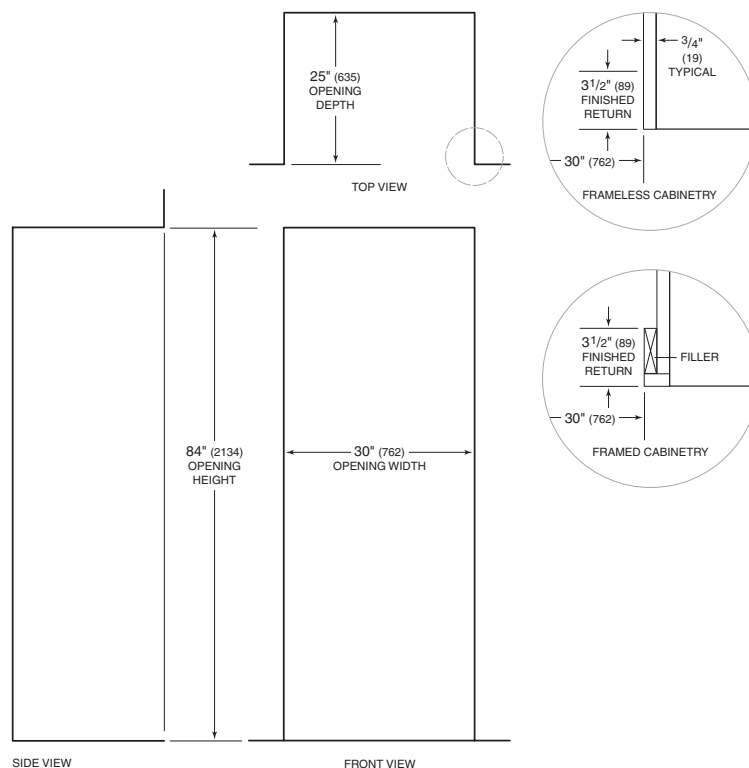 25" (635)
OPENING
DEPTH
TOP VIEW
3/4"
(19)
TYPICAL
3 1/2" (89)
FINISHED
RETURN
30" (762)
FRAMELESS CABINETRY
3 1/2" (89)
FINISHED
RETURN
FILLER
30" (762)
FRAMED CABINETRY
84" (2134)
OPENING
HEIGHT
30" (762)
OPENING WIDTH
SIDE VIEW
FRONT VIEW